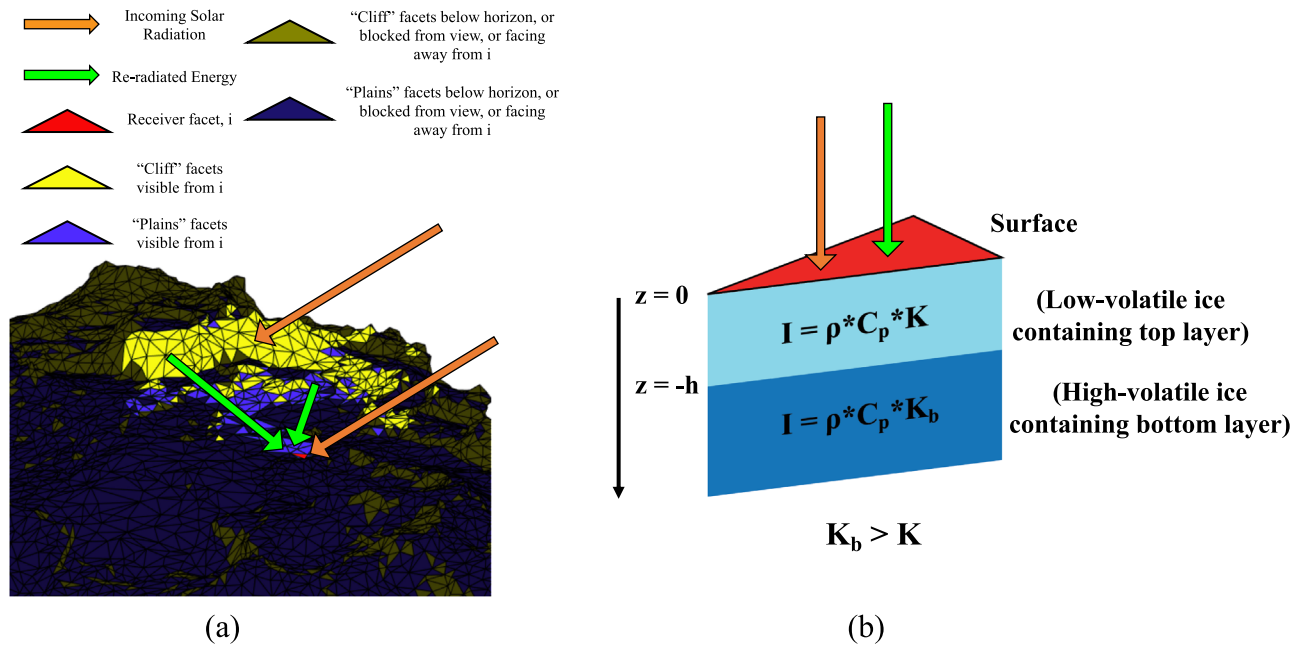 Incoming Solar
Radiation
Re-radiated Energy
Receiver facet, i
“Cliff” facets
visible from i
“Plains” facets
visible from i
“Cliff” facets below horizon, or
blocked from view, or facing
away from i
“Plains” facets below horizon, or
blocked from view, or facing
away from i
(a)
Surface
z = 0
I = ρ*Cₚ*K
(Low-volatile ice
containing top layer)
z = -h
I = ρ*Cₚ*K_b
(High-volatile ice
containing bottom layer)
K_b > K
(b)